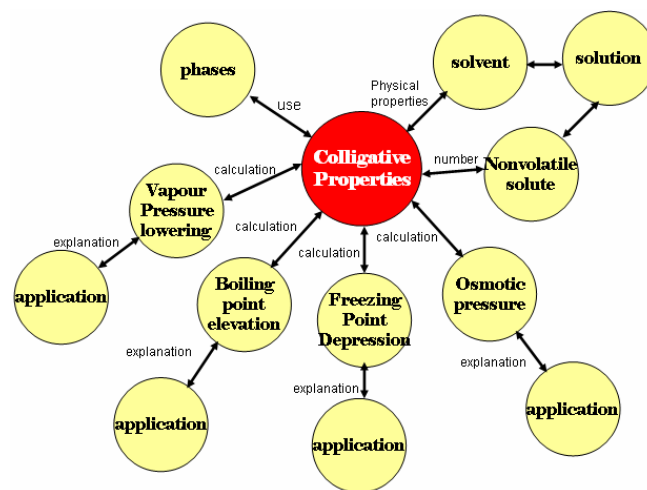 phases
solvent
solution
Physical
properties
use
Colligative
Properties
number
Nonvolatile
solute
calculation
Vapour
Pressure
lowering
calculation
calculation
calculation
explanation
application
Boiling
point
elevation
Freezing
Point
Depression
Osmotic
pressure
explanation
explanation
explanation
application
application
application